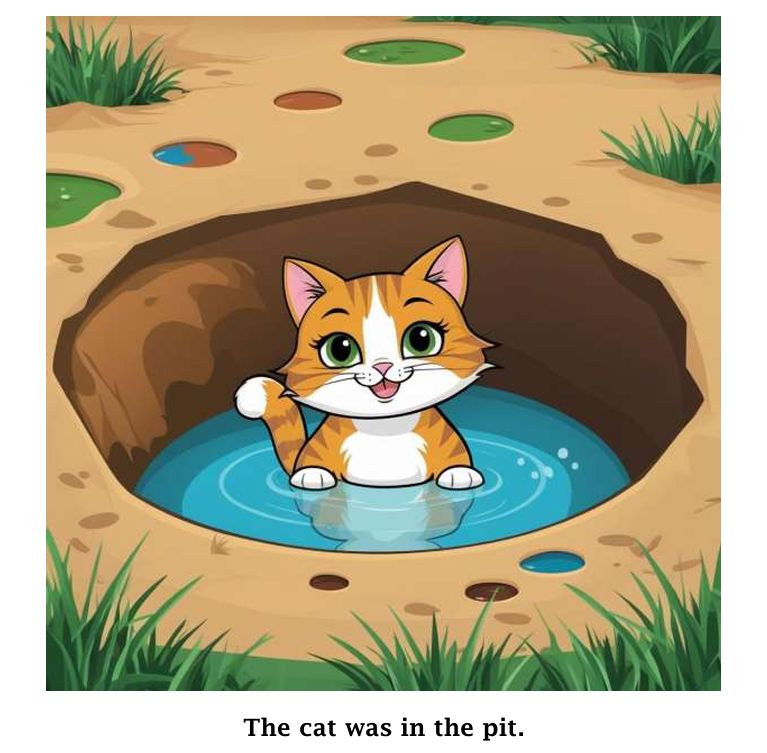 The cat was in the pit.